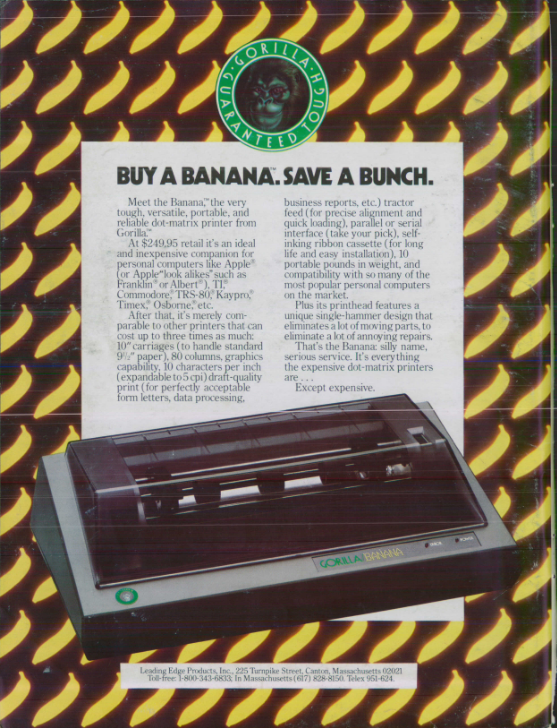 GORILLA · GUARANTEED TOUGH ·
BUY A BANANA.™ SAVE A BUNCH.
Meet the Banana,™ the very
tough, versatile, portable, and
reliable dot-matrix printer from
Gorilla.™
At $249.95 retail it's an ideal
and inexpensive companion for
personal computers like Apple®
(or Apple™ look alikes such as
Franklin® or Albert®), TI,®
Commodore,® TRS-80,® Kaypro,®
Timex,® Osborne,® etc.
After that, it's merely com-
parable to other printers that can
cost up to three times as much:
10" carriages (to handle standard
9½" paper), 80 columns, graphics
capability, 10 characters per inch
(expandable to 5 cpi) draft-quality
print (for perfectly acceptable
form letters, data processing,
business reports, etc.) tractor
feed (for precise alignment and
quick loading), parallel or serial
interface (take your pick), self-
inking ribbon cassette (for long
life and easy installation), 10
portable pounds in weight, and
compatibility with so many of the
most popular personal computers
on the market.
Plus its printhead features a
unique single-hammer design that
eliminates a lot of moving parts, to
eliminate a lot of annoying repairs.
That's the Banana: silly name,
serious service. It's everything
the expensive dot-matrix printers
are . . .
Except expensive.
GORILLA BANANA
POWER
Leading Edge Products, Inc., 225 Turnpike Street, Canton, Massachusetts 02021.
Toll-free: 1-800-343-6833; In Massachusetts (617) 828-8150. Telex 951-624.